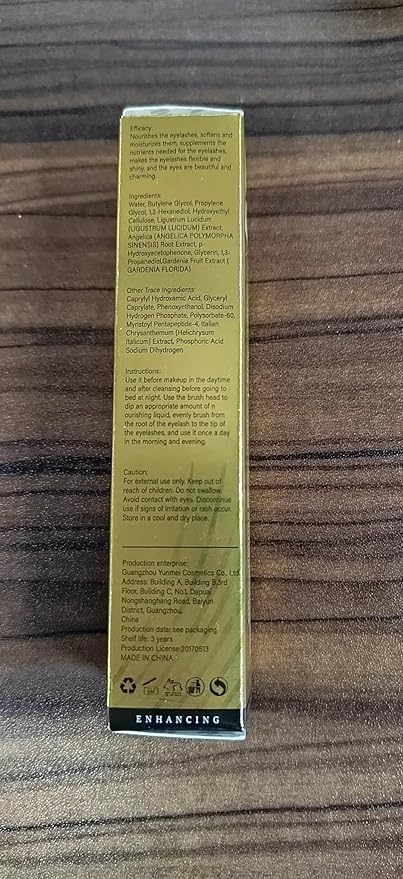 Efficacy:
Nourishes the eyelashes, softens and
moisturizes them, supplements the
nutrients needed for the eyelashes,
makes the eyelashes flexible and
shiny, and the eyes are beautiful and
charming.
Ingredients:
Water, Butylene Glycol, Propylene
Glycol, 1,2-Hexanediol, Hydroxyethyl
Cellulose, Ligustrum Lucidum
(LIGUSTRUM LUCIDUM) Extract,
Angelica (ANGELICA POLYMORPHA
SINENSIS) Root Extract, p-
Hydroxyacetophenone, Glycerin, 1,3-
Propanediol,Gardenia Fruit Extract (
GARDENIA FLORIDA)
Other Trace Ingredients:
Caprylyl Hydroxamic Acid, Glyceryl
Caprylate, Phenoxyethanol, Disodium
Hydrogen Phosphate, Polysorbate-60,
Myristoyl Pentapeptide-4, Italian
Chrysanthemum (Helichrysum
Italicum) Extract, Phosphoric Acid
Sodium Dihydrogen
Instructions:
Use it before makeup in the daytime
and after cleansing before going to
bed at night. Use the brush head to
dip an appropriate amount of n
ourishing liquid, evenly brush from
the root of the eyelash to the tip of
the eyelashes, and use it once a day
in the morning and evening.
Caution:
For external use only. Keep out of
reach of children. Do not swallow.
Avoid contact with eyes. Discontinue
use if signs of irritation or rash occur.
Store in a cool and dry place.
Production enterprise:
Guangzhou Yunmei Cosmetics Co., Ltd
Address: Building A, Building B,3rd
Floor, Building C, No.1, Dapuai
Nongshanghang Road, Baiyun
District, Guangzhou,
China
Production date: see packaging
Shelf life: 3 years
Production License:20170513
MADE IN CHINA
ENHANCING